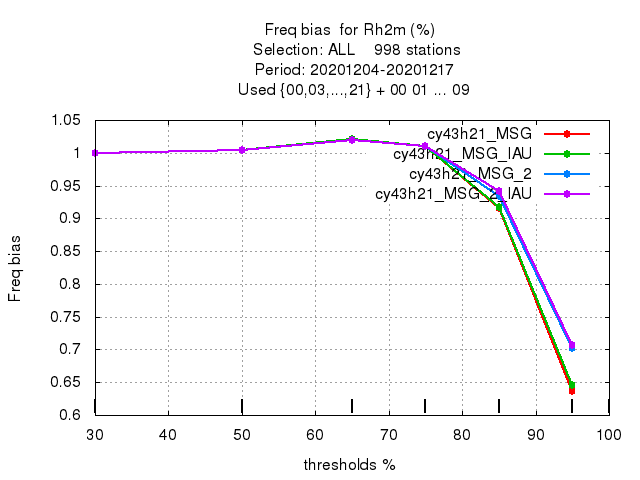 Freq bias  for Rh2m (%)
Selection: ALL    998 stations
Period: 20201204-20201217
Used {00,03,...,21} + 00 01 ... 09
1.05
1
0.95
0.9
0.85
0.8
0.75
0.7
0.65
0.6
Freq bias
cy43h21_MSG
cy43h21_MSG_IAU
cy43h21_MSG_2
cy43h21_MSG_2_IAU
30 40 50 60 70 80 90 100
thresholds %